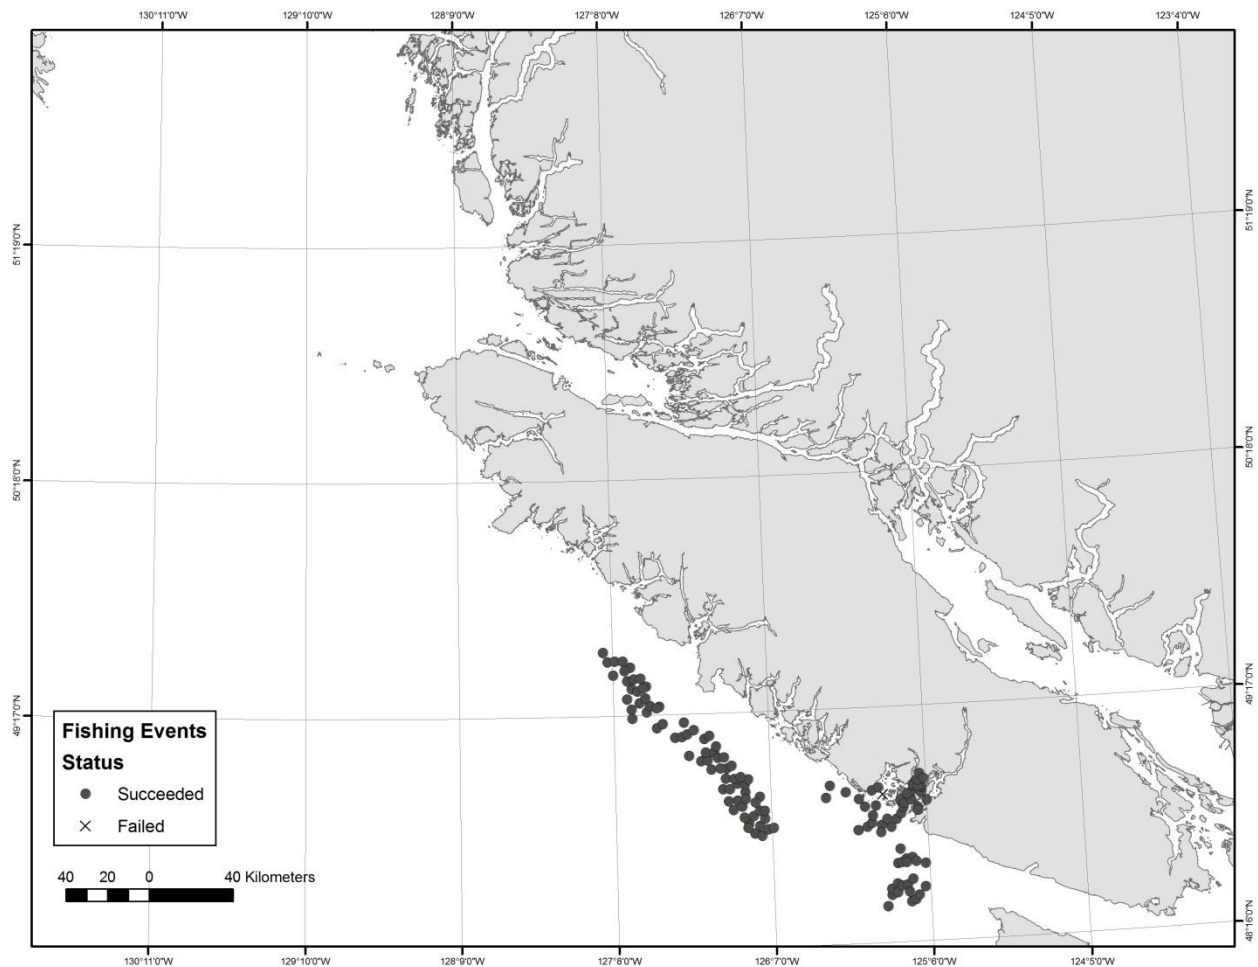 130°11'0"W 129°10'0"W 128°9'0"W 127°8'0"W 126°7'0"W 125°6'0"W 124°5'0"W 123°4'0"W
51°19'0"N 51°19'0"N
50°18'0"N 50°18'0"N
49°17'0"N 49°17'0"N
Fishing Events
Status
Succeeded
Failed
40 20 0 40 Kilometers
48°16'0"N
130°11'0"W 129°10'0"W 128°9'0"W 127°8'0"W 126°7'0"W 125°6'0"W 124°5'0"W